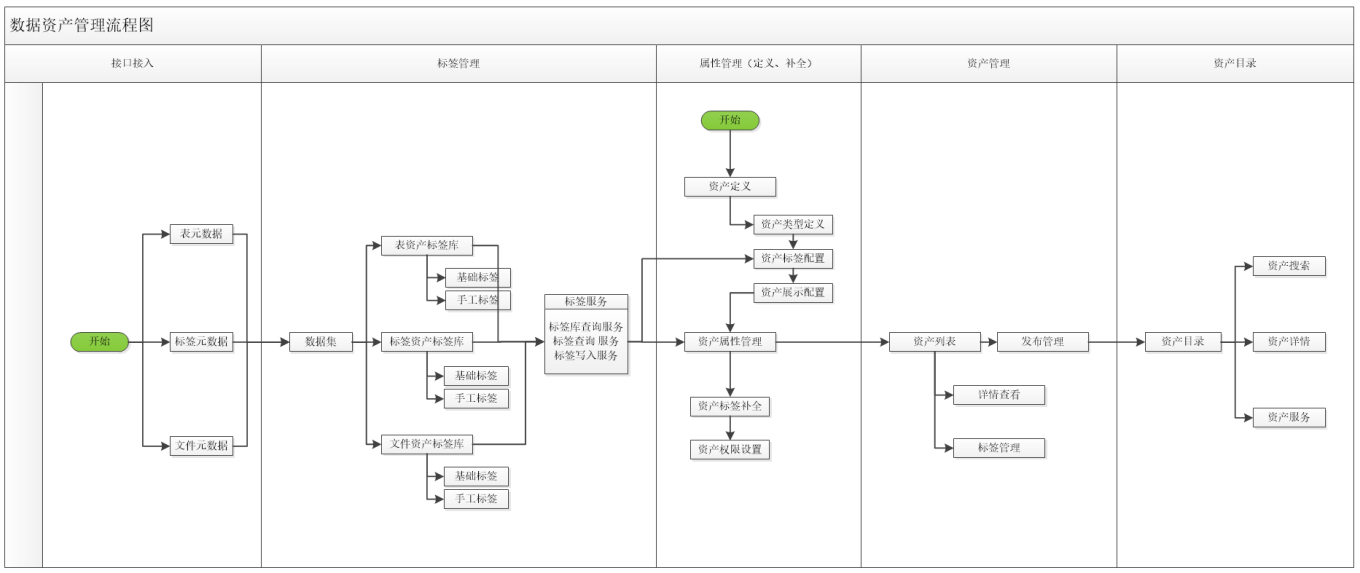 数据资产管理流程图
接口接入
标签管理
属性管理（定义、补全）
资产管理
资产目录
开始
表元数据
标签元数据
文件元数据
数据集
表资产标签库
基础标签
手工标签
标签资产标签库
基础标签
手工标签
文件资产标签库
基础标签
手工标签
标签服务
标签库查询服务
标签查询 服务
标签写入服务
开始
资产定义
资产类型定义
资产标签配置
资产展示配置
资产属性管理
资产标签补全
资产权限设置
资产列表
发布管理
详情查看
标签管理
资产目录
资产搜索
资产详情
资产服务